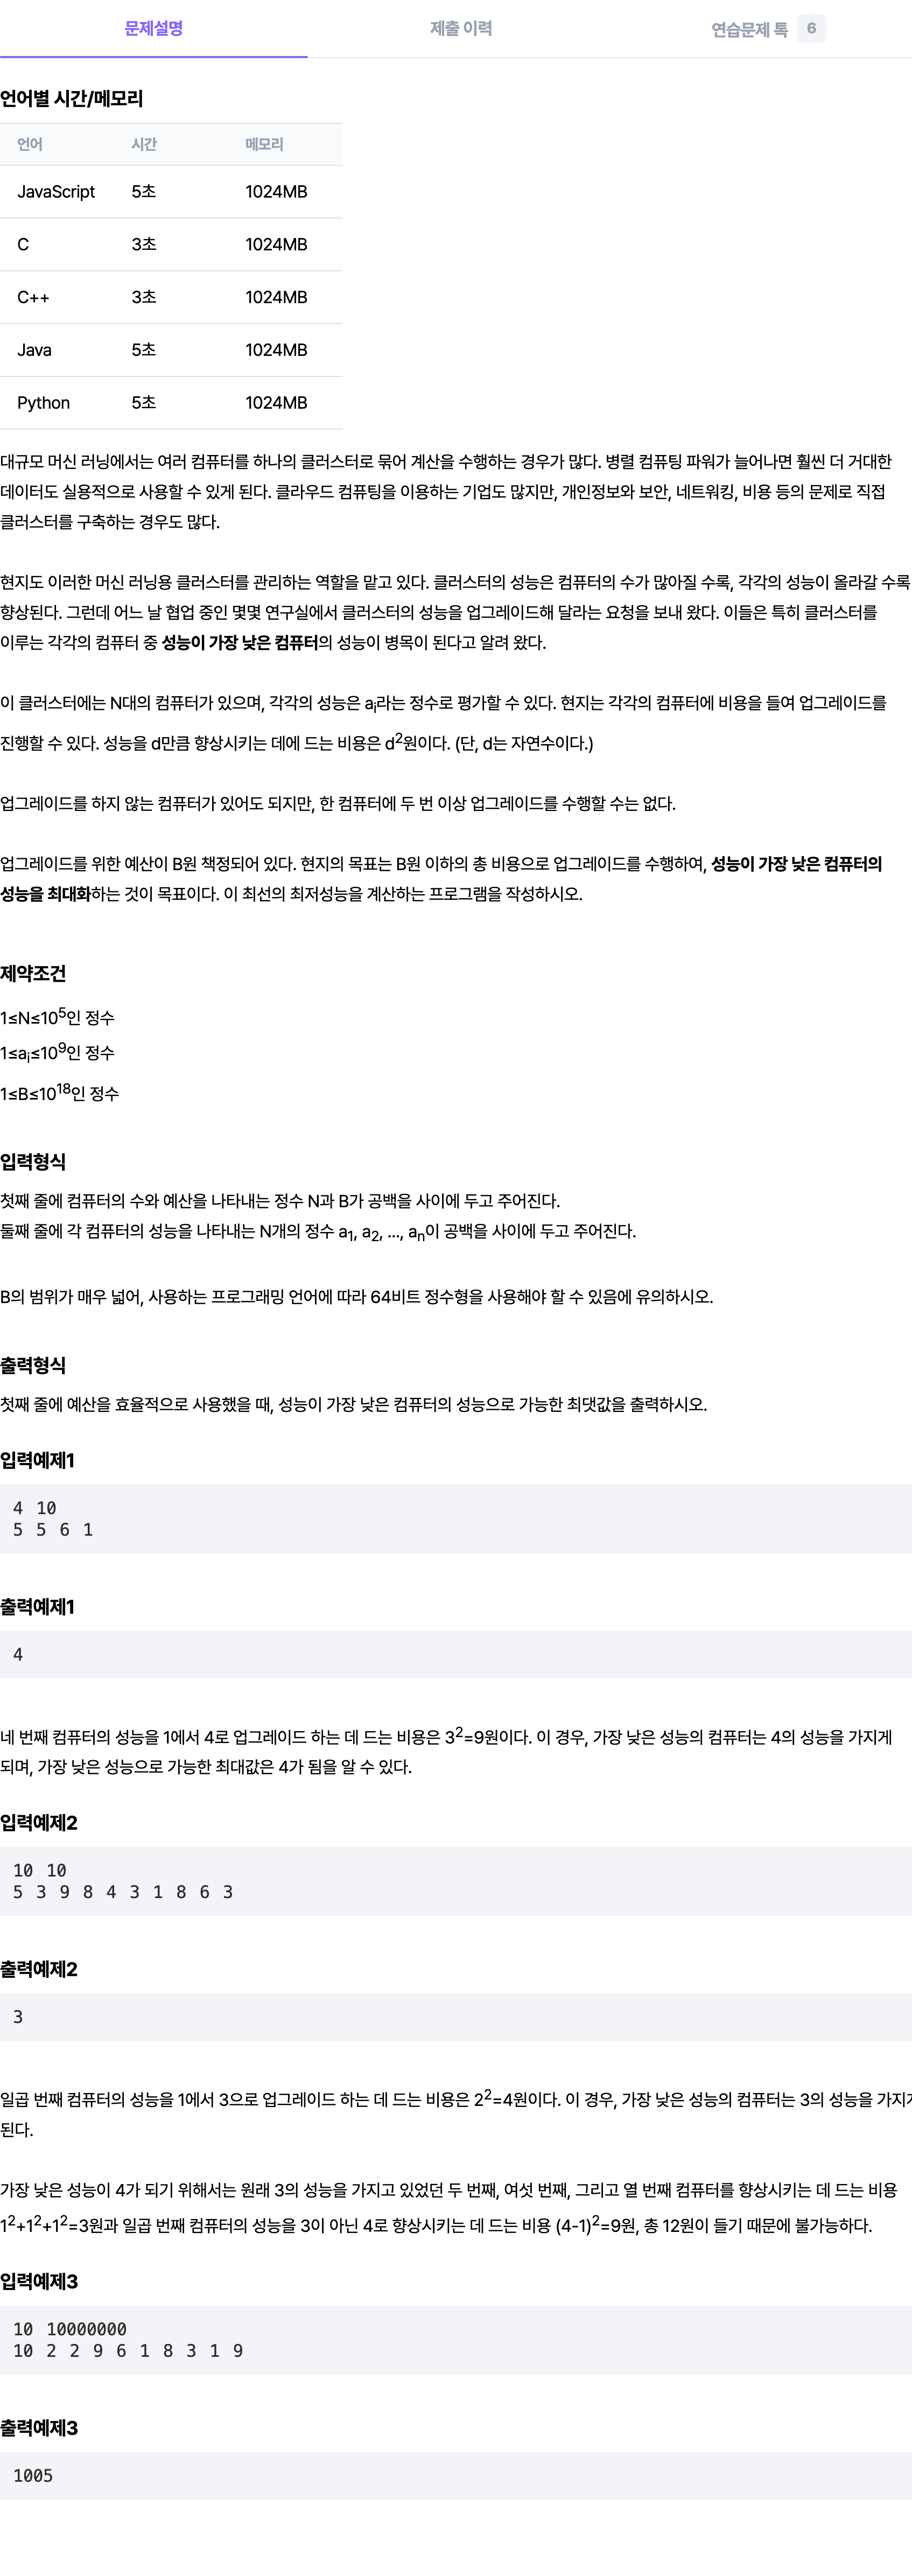 문제설명
제출 이력
연습문제 톡 6
언어별 시간/메모리
언어 시간 메모리
JavaScript 5초 1024MB
C 3초 1024MB
C++ 3초 1024MB
Java 5초 1024MB
Python 5초 1024MB
대규모 머신 러닝에서는 여러 컴퓨터를 하나의 클러스터로 묶어 계산을 수행하는 경우가 많다. 병렬 컴퓨팅 파워가 늘어나면 훨씬 더 거대한
데이터도 실용적으로 사용할 수 있게 된다. 클라우드 컴퓨팅을 이용하는 기업도 많지만, 개인정보와 보안, 네트워킹, 비용 등의 문제로 직접
클러스터를 구축하는 경우도 많다.
현지도 이러한 머신 러닝용 클러스터를 관리하는 역할을 맡고 있다. 클러스터의 성능은 컴퓨터의 수가 많아질 수록, 각각의 성능이 올라갈 수록
향상된다. 그런데 어느 날 협업 중인 몇몇 연구실에서 클러스터의 성능을 업그레이드해 달라는 요청을 보내 왔다. 이들은 특히 클러스터를
이루는 각각의 컴퓨터 중 성능이 가장 낮은 컴퓨터의 성능이 병목이 된다고 알려 왔다.
이 클러스터에는 N대의 컴퓨터가 있으며, 각각의 성능은 aᵢ라는 정수로 평가할 수 있다. 현지는 각각의 컴퓨터에 비용을 들여 업그레이드를
진행할 수 있다. 성능을 d만큼 향상시키는 데에 드는 비용은 d²원이다. (단, d는 자연수이다.)
업그레이드를 하지 않는 컴퓨터가 있어도 되지만, 한 컴퓨터에 두 번 이상 업그레이드를 수행할 수는 없다.
업그레이드를 위한 예산이 B원 책정되어 있다. 현지의 목표는 B원 이하의 총 비용으로 업그레이드를 수행하여, 성능이 가장 낮은 컴퓨터의
성능을 최대화하는 것이 목표이다. 이 최선의 최저성능을 계산하는 프로그램을 작성하시오.
제약조건
1≤N≤10⁵인 정수
1≤aᵢ≤10⁹인 정수
1≤B≤10¹⁸인 정수
입력형식
첫째 줄에 컴퓨터의 수와 예산을 나타내는 정수 N과 B가 공백을 사이에 두고 주어진다.
둘째 줄에 각 컴퓨터의 성능을 나타내는 N개의 정수 a₁, a₂, ..., aₙ이 공백을 사이에 두고 주어진다.
B의 범위가 매우 넓어, 사용하는 프로그래밍 언어에 따라 64비트 정수형을 사용해야 할 수 있음에 유의하시오.
출력형식
첫째 줄에 예산을 효율적으로 사용했을 때, 성능이 가장 낮은 컴퓨터의 성능으로 가능한 최댓값을 출력하시오.
입력예제1
4 10
5 5 6 1
출력예제1
4
네 번째 컴퓨터의 성능을 1에서 4로 업그레이드 하는 데 드는 비용은 3²=9원이다. 이 경우, 가장 낮은 성능의 컴퓨터는 4의 성능을 가지게
되며, 가장 낮은 성능으로 가능한 최대값은 4가 됨을 알 수 있다.
입력예제2
10 10
5 3 9 8 4 3 1 8 6 3
출력예제2
3
일곱 번째 컴퓨터의 성능을 1에서 3으로 업그레이드 하는 데 드는 비용은 2²=4원이다. 이 경우, 가장 낮은 성능의 컴퓨터는 3의 성능을 가지게
된다.
가장 낮은 성능이 4가 되기 위해서는 원래 3의 성능을 가지고 있었던 두 번째, 여섯 번째, 그리고 열 번째 컴퓨터를 향상시키는 데 드는 비용
1²+1²+1²=3원과 일곱 번째 컴퓨터의 성능을 3이 아닌 4로 향상시키는 데 드는 비용 (4-1)²=9원, 총 12원이 들기 때문에 불가능하다.
입력예제3
10 10000000
10 2 2 9 6 1 8 3 1 9
출력예제3
1005